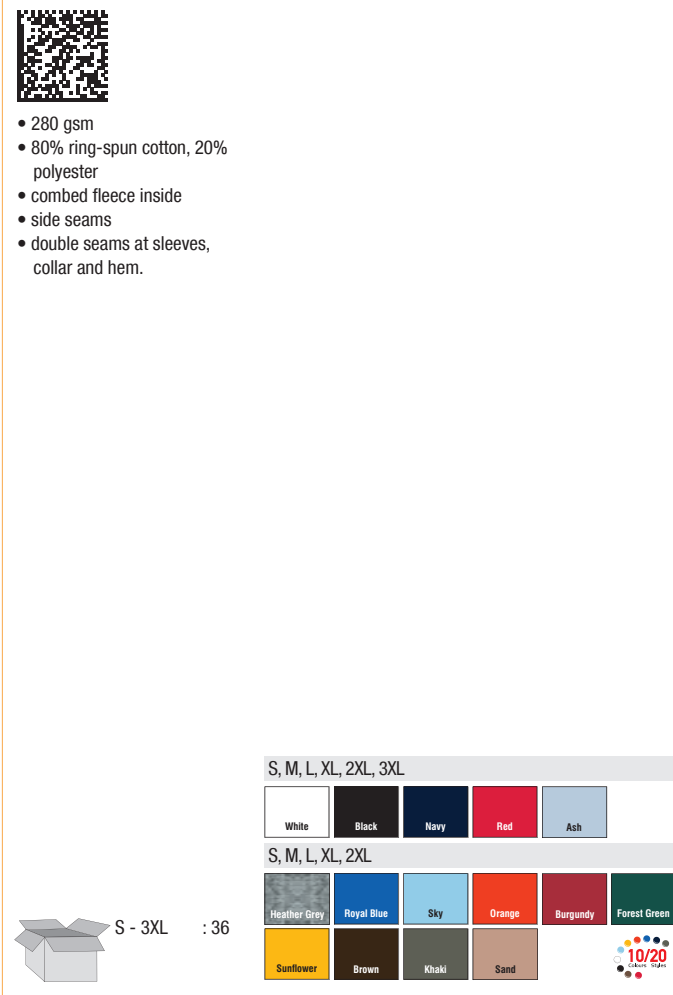 • 280 gsm
• 80% ring-spun cotton, 20%
polyester
• combed fleece inside
• side seams
• double seams at sleeves,
collar and hem.
S, M, L, XL, 2XL, 3XL
White Black Navy Red Ash
S, M, L, XL, 2XL
Heather Grey Royal Blue Sky Orange Burgundy Forest Green
S - 3XL : 36
Sunflower Brown Khaki Sand
10/20
Colours Styles